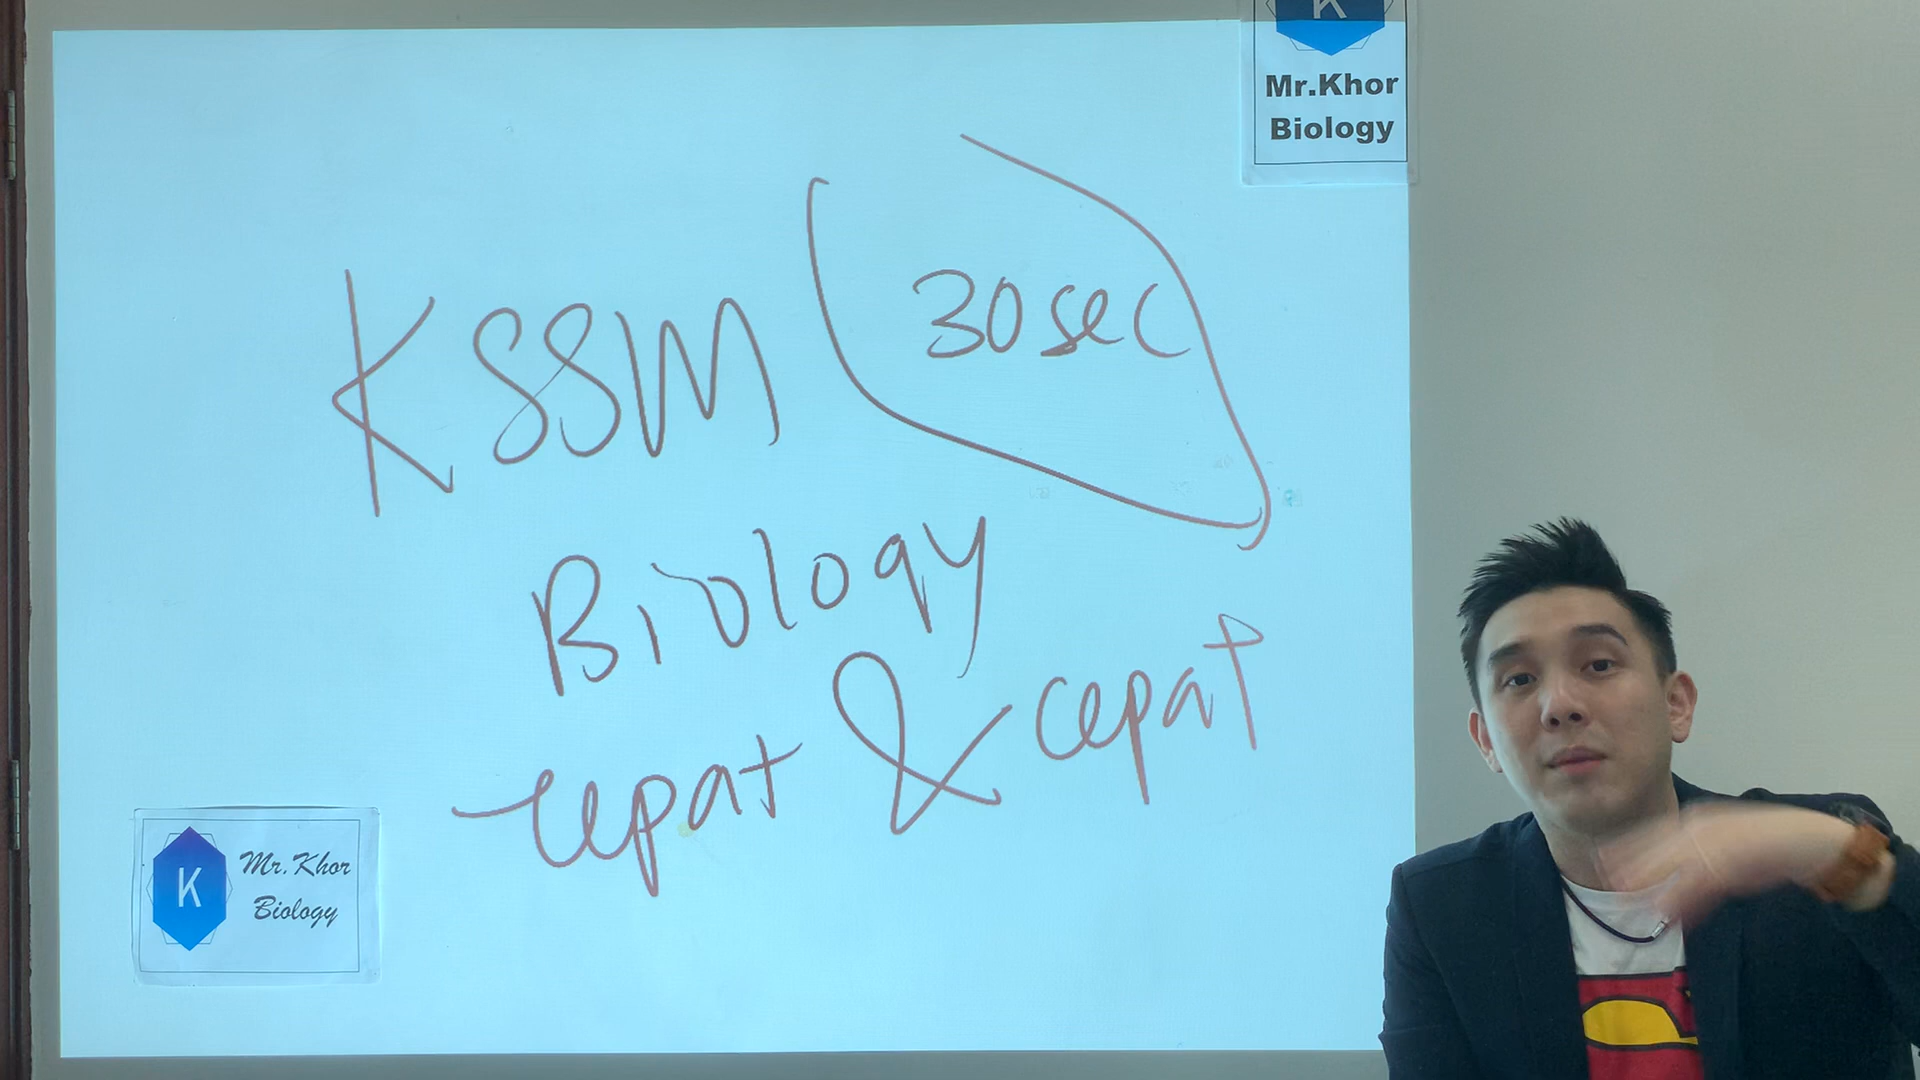 K
Mr.Khor
Biology
KSSM (30sec)
Biology
cepat & cepat
K
Mr.Khor
Biology